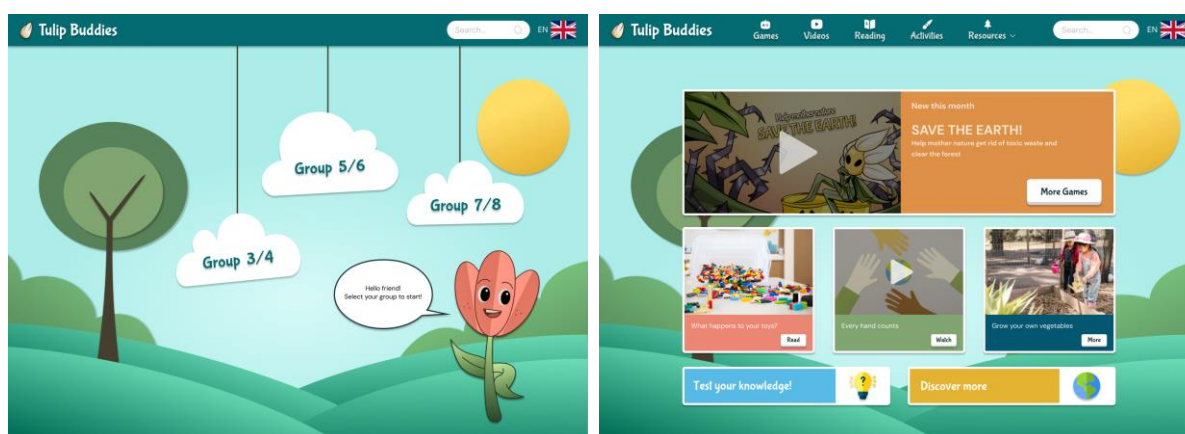 Tulip Buddies
Search...
EN
Group 5/6
Group 7/8
Group 3/4
Hello friend!
Select your group to start!
Tulip Buddies
Games
Videos
Reading
Activities
Resources
Search...
EN
Help mother nature
SAVE THE EARTH!
New this month
SAVE THE EARTH!
Help mother nature get rid of toxic waste and
clear the forest
More Games
What happens to your toys?
Read
Every hand counts
Watch
Grow your own vegetables
More
Test your knowledge!
Discover more